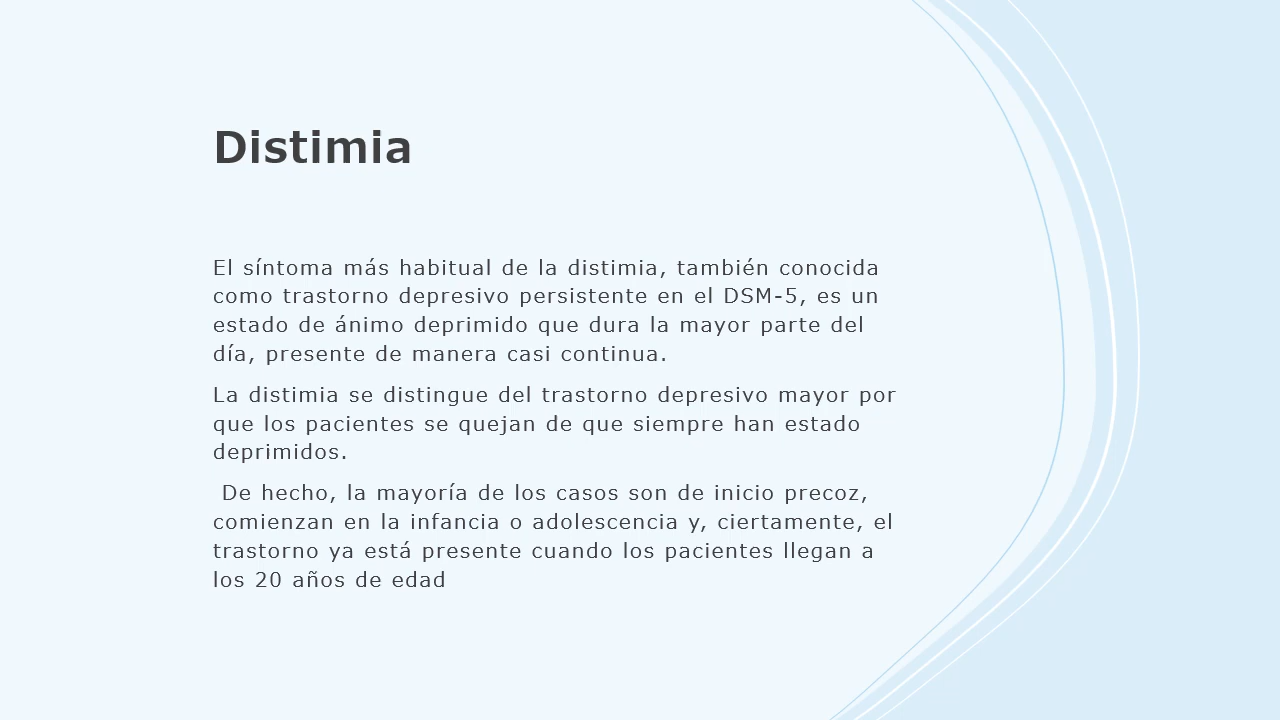 Distimia
El síntoma más habitual de la distimia, también conocida
como trastorno depresivo persistente en el DSM-5, es un
estado de ánimo deprimido que dura la mayor parte del
día, presente de manera casi continua.
La distimia se distingue del trastorno depresivo mayor por
que los pacientes se quejan de que siempre han estado
deprimidos.
De hecho, la mayoría de los casos son de inicio precoz,
comienzan en la infancia o adolescencia y, ciertamente, el
trastorno ya está presente cuando los pacientes llegan a
los 20 años de edad